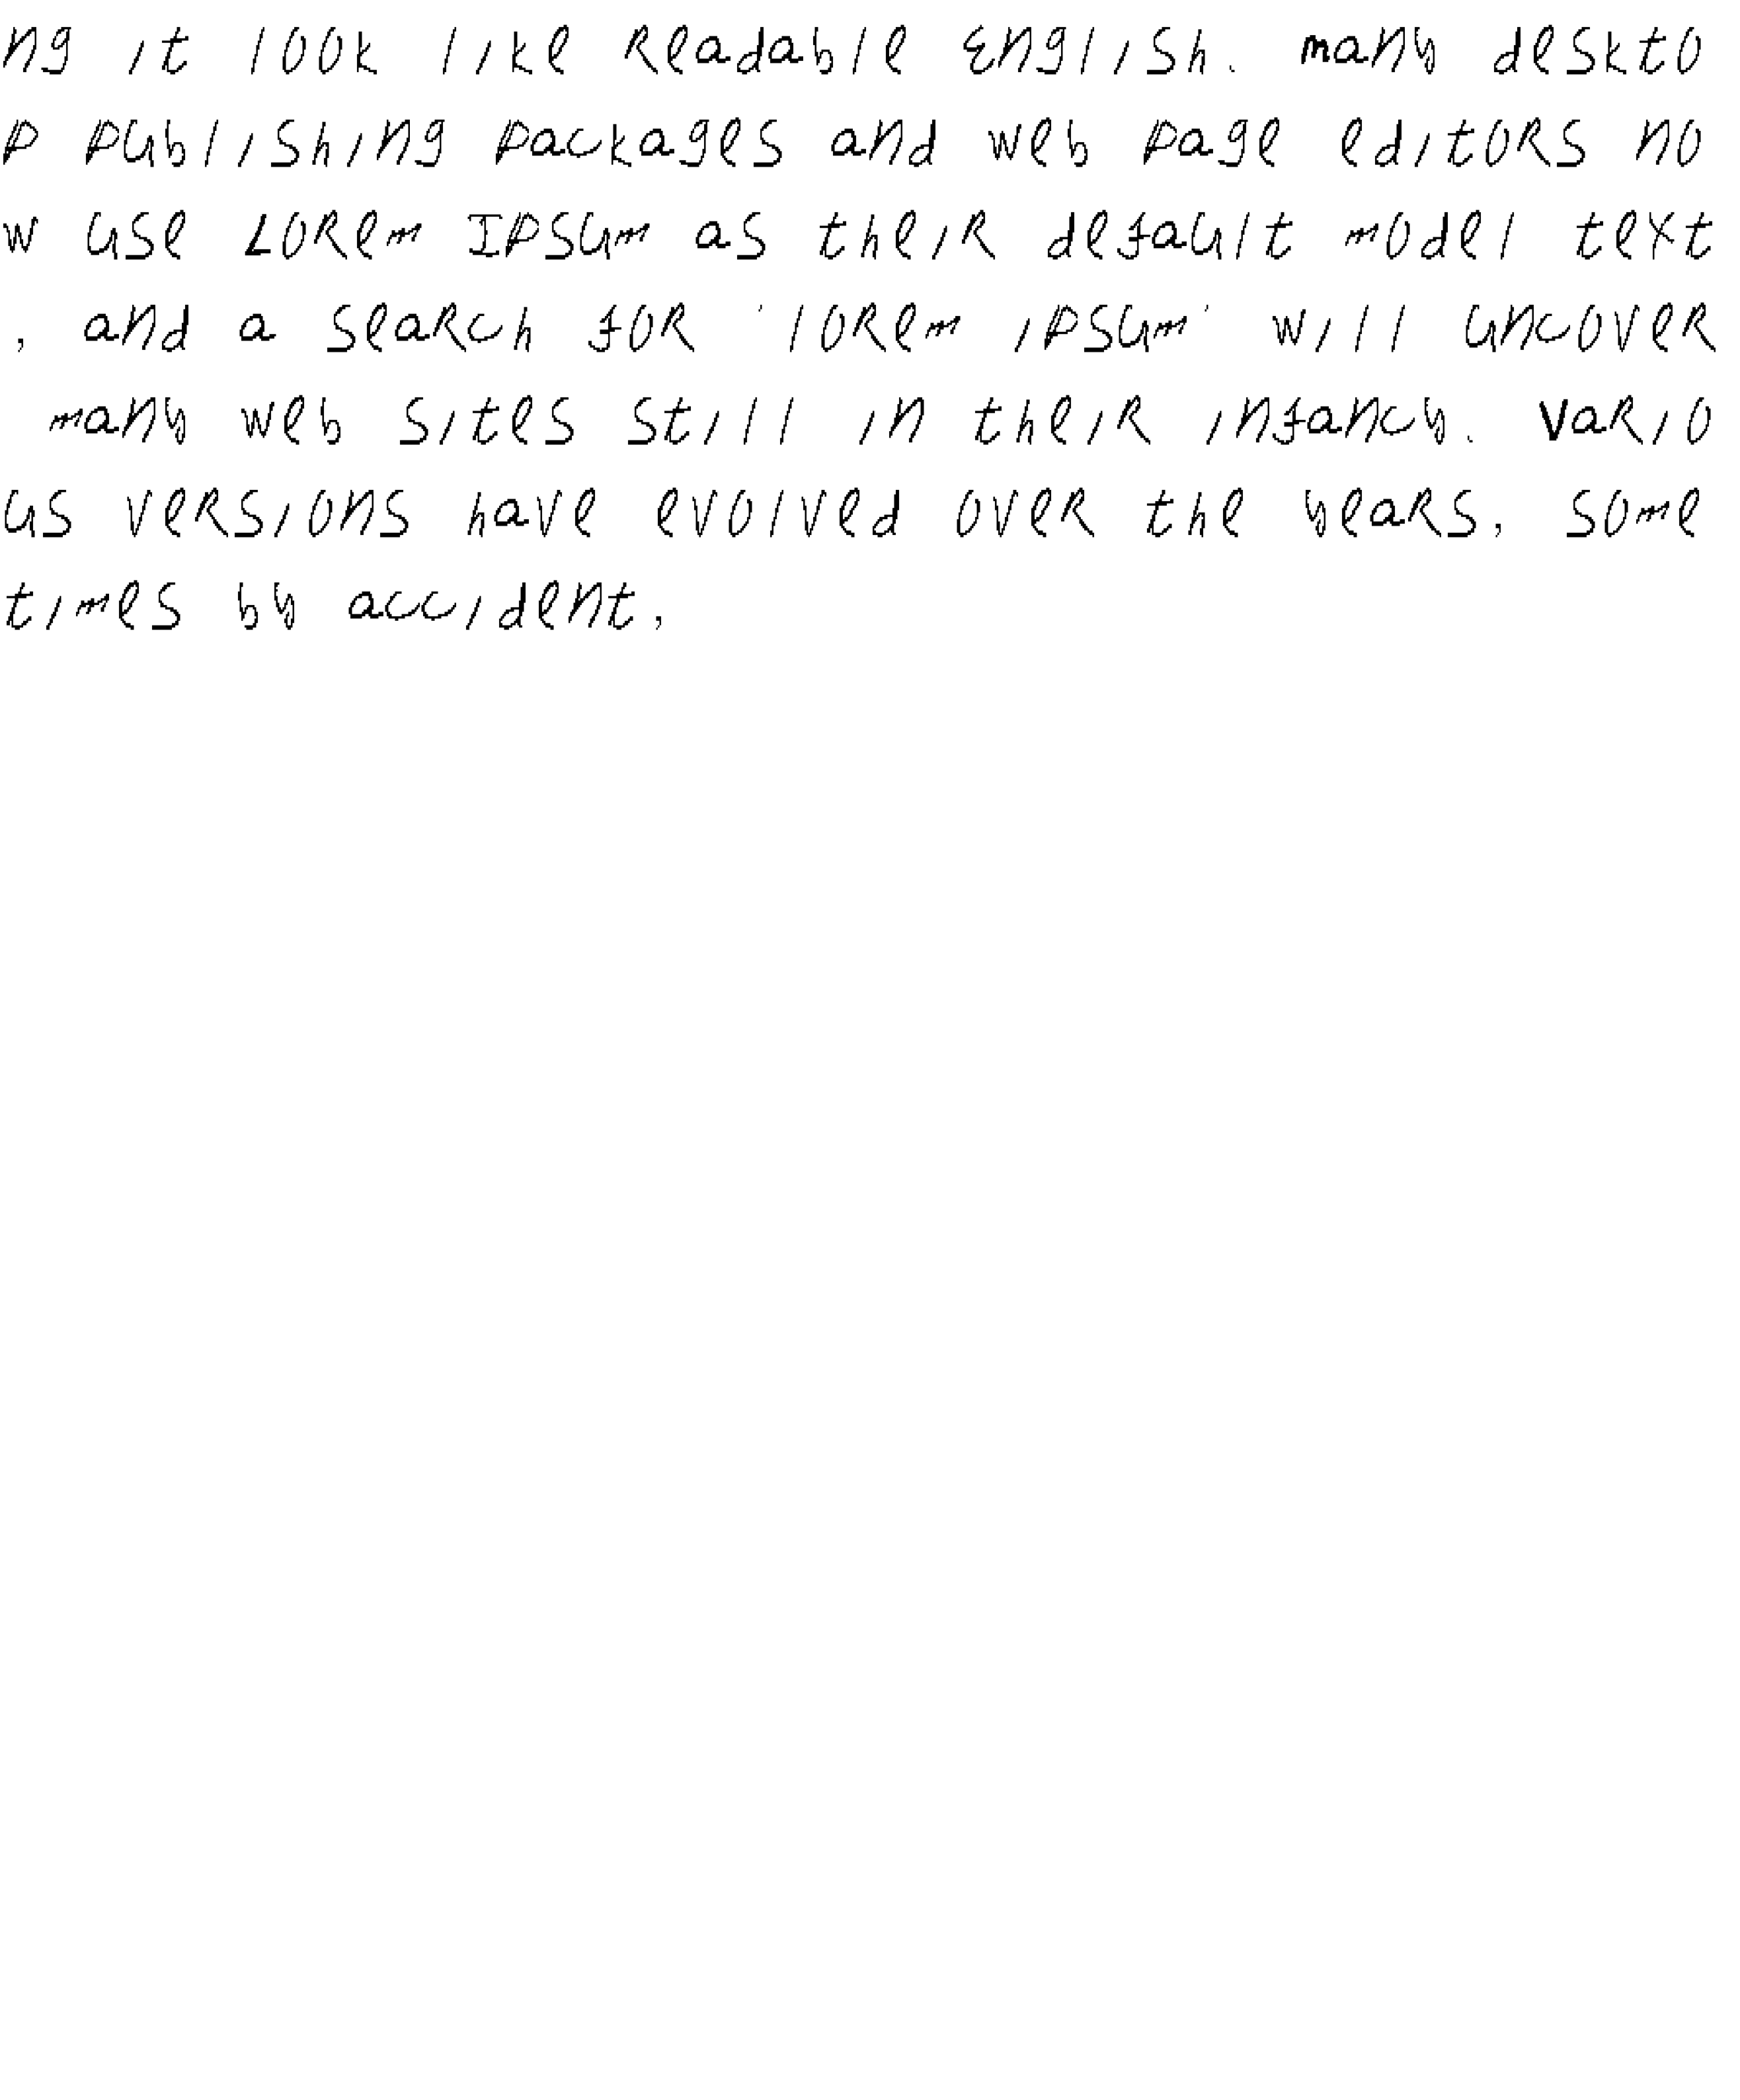 ng it look like readable English. Many deskto
p publishing packages and web page editors no
w use Lorem Ipsum as their default model text
, and a search for 'lorem ipsum' will uncover
many web sites still in their infancy. Vario
us versions have evolved over the years, some
times by accident,